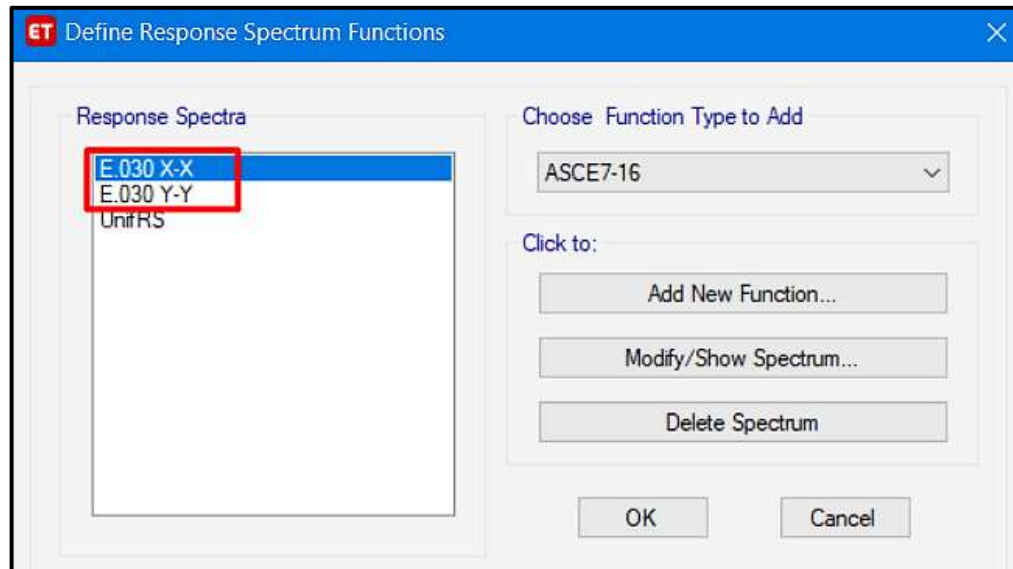 ET Define Response Spectrum Functions
Response Spectra
E.030 X-X
E.030 Y-Y
UnifRS
Choose Function Type to Add
ASCE7-16
Click to:
Add New Function...
Modify/Show Spectrum...
Delete Spectrum
OK
Cancel